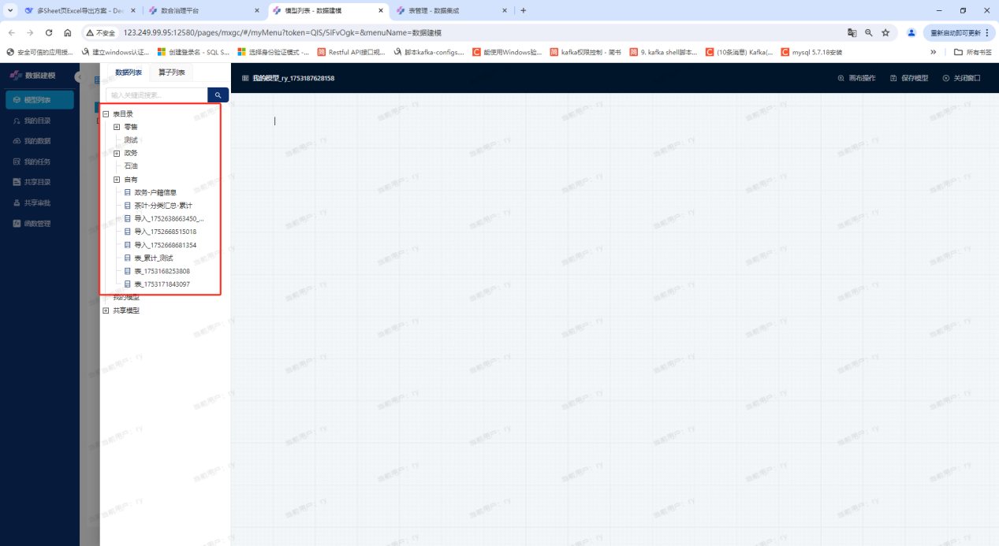 多Sheet页Excel导出方案 - Dee
数合治理平台
模型列表 - 数据建模
表管理 - 数据集成
不安全
123.249.99.95:12580/pages/mxgc/#/myMenu?token=QIS/5IFvOgk=&menuName=数据建模
重新启动即可更新
安全可信的应用授...
建立windows认证...
创建登录名 - SQL S...
选择身份验证模式 -...
Restful API接口规...
脚本kafka-configs....
能使用Windows验...
kafka权限控制 - 简书
9. kafka shell脚本...
(10条消息) Kafka(...
mysql 5.7.18安装
所有书签
数据建模
模型列表
我的目录
我的数据
我的任务
共享目录
共享审批
函数管理
数据列表
算子列表
输入关键词搜索..
表目录
零售
测试
政务
石油
自有
政务-户籍信息
茶叶-分类汇总-累计
导入_1752638663450_...
导入_1752668515018
导入_1752668681354
表_累计_测试
表_1753168253808
表_1753171843097
我的模型
共享模型
我的模型_ry_1753187628158
画布操作
保存模型
关闭窗口
当前用户：ry